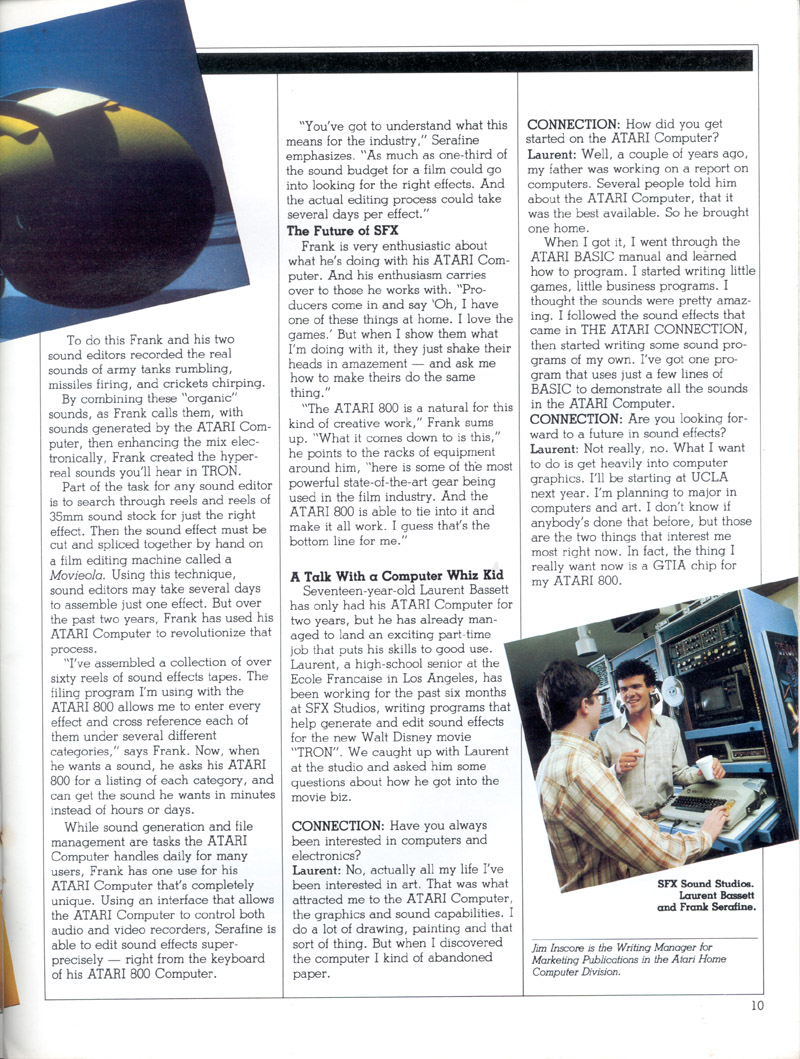 To do this Frank and his two
sound editors recorded the real
sounds of army tanks rumbling,
missiles firing, and crickets chirping.
By combining these "organic"
sounds, as Frank calls them, with
sounds generated by the ATARI Com-
puter, then enhancing the mix elec-
tronically, Frank created the hyper-
real sounds you'll hear in TRON.
Part of the task for any sound editor
is to search through reels and reels of
35mm sound stock for just the right
effect. Then the sound effect must be
cut and spliced together by hand on
a film editing machine called a
Movieola. Using this technique,
sound editors may take several days
to assemble just one effect. But over
the past two years, Frank has used his
ATARI Computer to revolutionize that
process.
"I've assembled a collection of over
sixty reels of sound effects tapes. The
filing program I'm using with the
ATARI 800 allows me to enter every
effect and cross reference each of
them under several different
categories," says Frank. Now, when
he wants a sound, he asks his ATARI
800 for a listing of each category, and
can get the sound he wants in minutes
instead of hours or days.
While sound generation and file
management are tasks the ATARI
Computer handles daily for many
users, Frank has one use for his
ATARI Computer that's completely
unique. Using an interface that allows
the ATARI Computer to control both
audio and video recorders, Serafine is
able to edit sound effects super-
precisely — right from the keyboard
of his ATARI 800 Computer.
"You've got to understand what this
means for the industry," Serafine
emphasizes. "As much as one-third of
the sound budget for a film could go
into looking for the right effects. And
the actual editing process could take
several days per effect."
The Future of SFX
Frank is very enthusiastic about
what he's doing with his ATARI Com-
puter. And his enthusiasm carries
over to those he works with. "Pro-
ducers come in and say 'Oh, I have
one of these things at home. I love the
games.' But when I show them what
I'm doing with it, they just shake their
heads in amazement — and ask me
how to make theirs do the same
thing."
"The ATARI 800 is a natural for this
kind of creative work," Frank sums
up. "What it comes down to is this,"
he points to the racks of equipment
around him, "here is some of the most
powerful state-of-the-art gear being
used in the film industry. And the
ATARI 800 is able to tie into it and
make it all work. I guess that's the
bottom line for me."
A Talk With a Computer Whiz Kid
Seventeen-year-old Laurent Bassett
has only had his ATARI Computer for
two years, but he has already man-
aged to land an exciting part-time
job that puts his skills to good use.
Laurent, a high-school senior at the
Ecole Francaise in Los Angeles, has
been working for the past six months
at SFX Studios, writing programs that
help generate and edit sound effects
for the new Walt Disney movie
"TRON". We caught up with Laurent
at the studio and asked him some
questions about how he got into the
movie biz.
CONNECTION: Have you always
been interested in computers and
electronics?
Laurent: No, actually all my life I've
been interested in art. That was what
attracted me to the ATARI Computer,
the graphics and sound capabilities. I
do a lot of drawing, painting and that
sort of thing. But when I discovered
the computer I kind of abandoned
paper.
CONNECTION: How did you get
started on the ATARI Computer?
Laurent: Well, a couple of years ago,
my father was working on a report on
computers. Several people told him
about the ATARI Computer, that it
was the best available. So he brought
one home.
When I got it, I went through the
ATARI BASIC manual and learned
how to program. I started writing little
games, little business programs. I
thought the sounds were pretty amaz-
ing. I followed the sound effects that
came in THE ATARI CONNECTION,
then started writing some sound pro-
grams of my own. I've got one pro-
gram that uses just a few lines of
BASIC to demonstrate all the sounds
in the ATARI Computer.
CONNECTION: Are you looking for-
ward to a future in sound effects?
Laurent: Not really, no. What I want
to do is get heavily into computer
graphics. I'll be starting at UCLA
next year. I'm planning to major in
computers and art. I don't know if
anybody's done that before, but those
are the two things that interest me
most right now. In fact, the thing I
really want now is a GTIA chip for
my ATARI 800.
SFX Sound Studios.
Laurent Bassett
and Frank Serafine.
Jim Inscore is the Writing Manager for
Marketing Publications in the Atari Home
Computer Division.
10